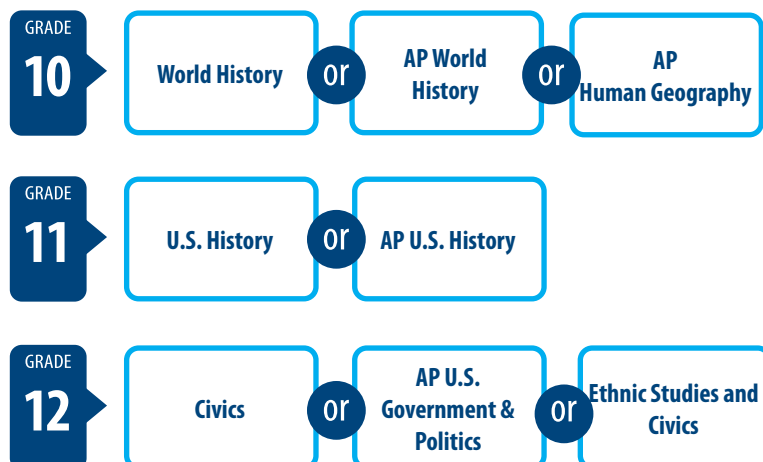 GRADE
10
World History
or
AP World
History
or
AP
Human Geography
GRADE
11
U.S. History
or
AP U.S. History
GRADE
12
Civics
or
AP U.S.
Government &
Politics
or
Ethnic Studies and
Civics